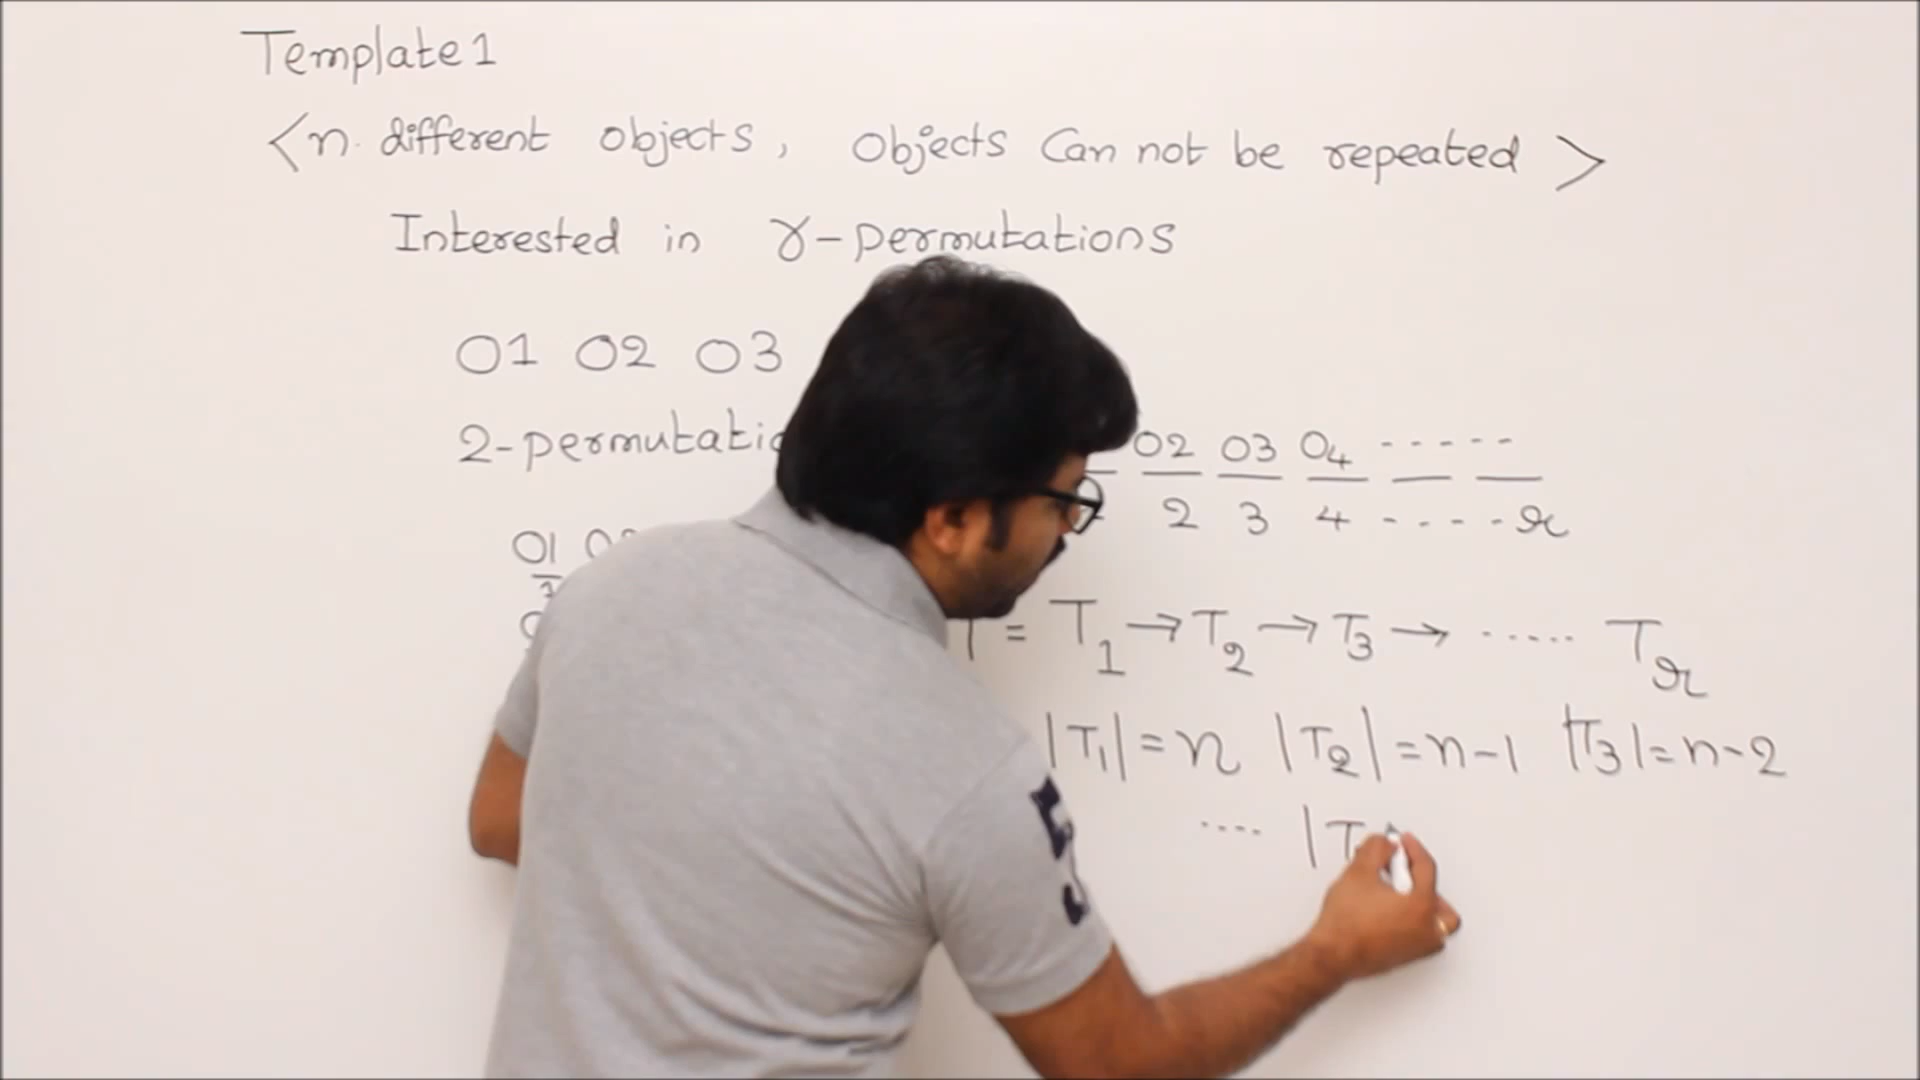 Template 1
<n different objects, Objects Can not be repeated>
Interested in r-permutations
O1 O2 O3
2-permutatio
O2 O3 O4 -----
2 3 4 ---- r
O1
1
T = T1 → T2 → T3 → ..... Tr
|T1| = n |T2| = n-1 |T3| = n-2
.... |T